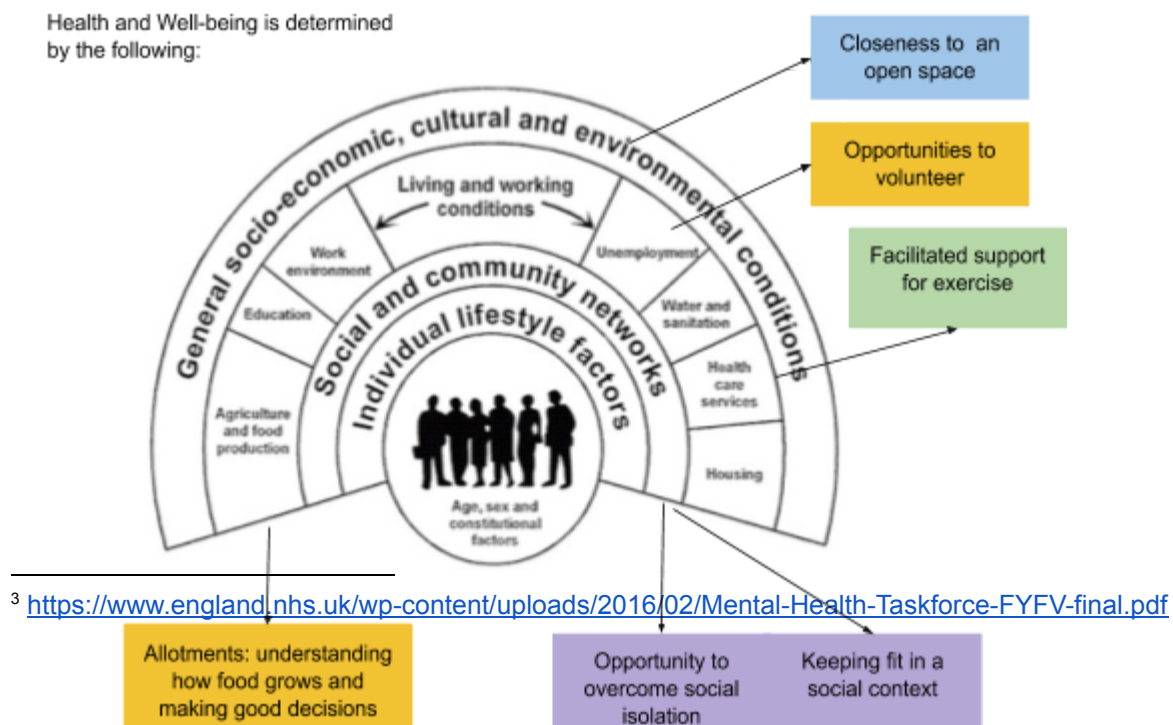 Health and Well-being is determined
by the following:
Closeness to an
open space
Opportunities to
volunteer
Facilitated support
for exercise
General socio-economic, cultural and environmental conditions
Living and working
conditions
Work
environment
Unemployment
Education
Water and
sanitation
Agriculture
and food
production
Health
care
services
Housing
Social and community networks
Individual lifestyle factors
Age, sex and
constitutional
factors
3 https://www.england.nhs.uk/wp-content/uploads/2016/02/Mental-Health-Taskforce-FYFV-final.pdf
Allotments: understanding
how food grows and
making good decisions
Opportunity to
overcome social
isolation
Keeping fit in a
social context